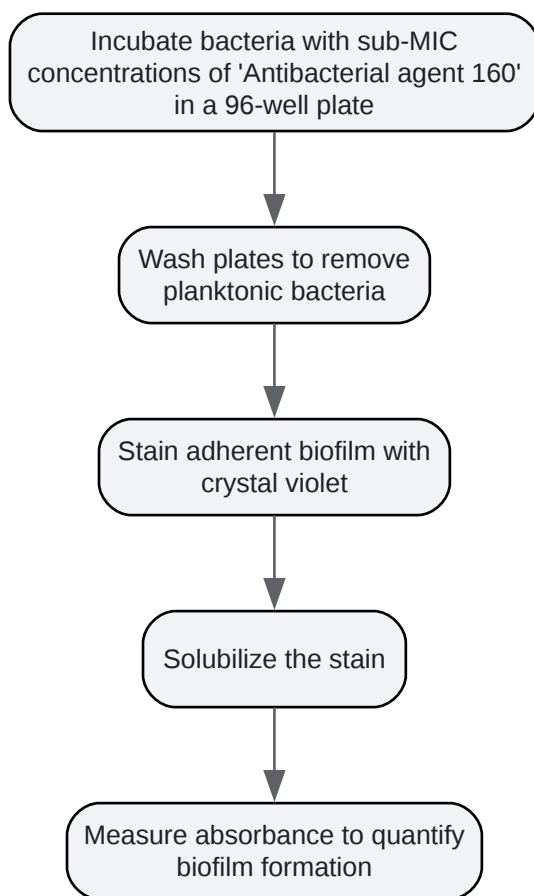 Incubate bacteria with sub-MIC
concentrations of 'Antibacterial agent 160'
in a 96-well plate
Wash plates to remove
planktonic bacteria
Stain adherent biofilm with
crystal violet
Solubilize the stain
Measure absorbance to quantify
biofilm formation